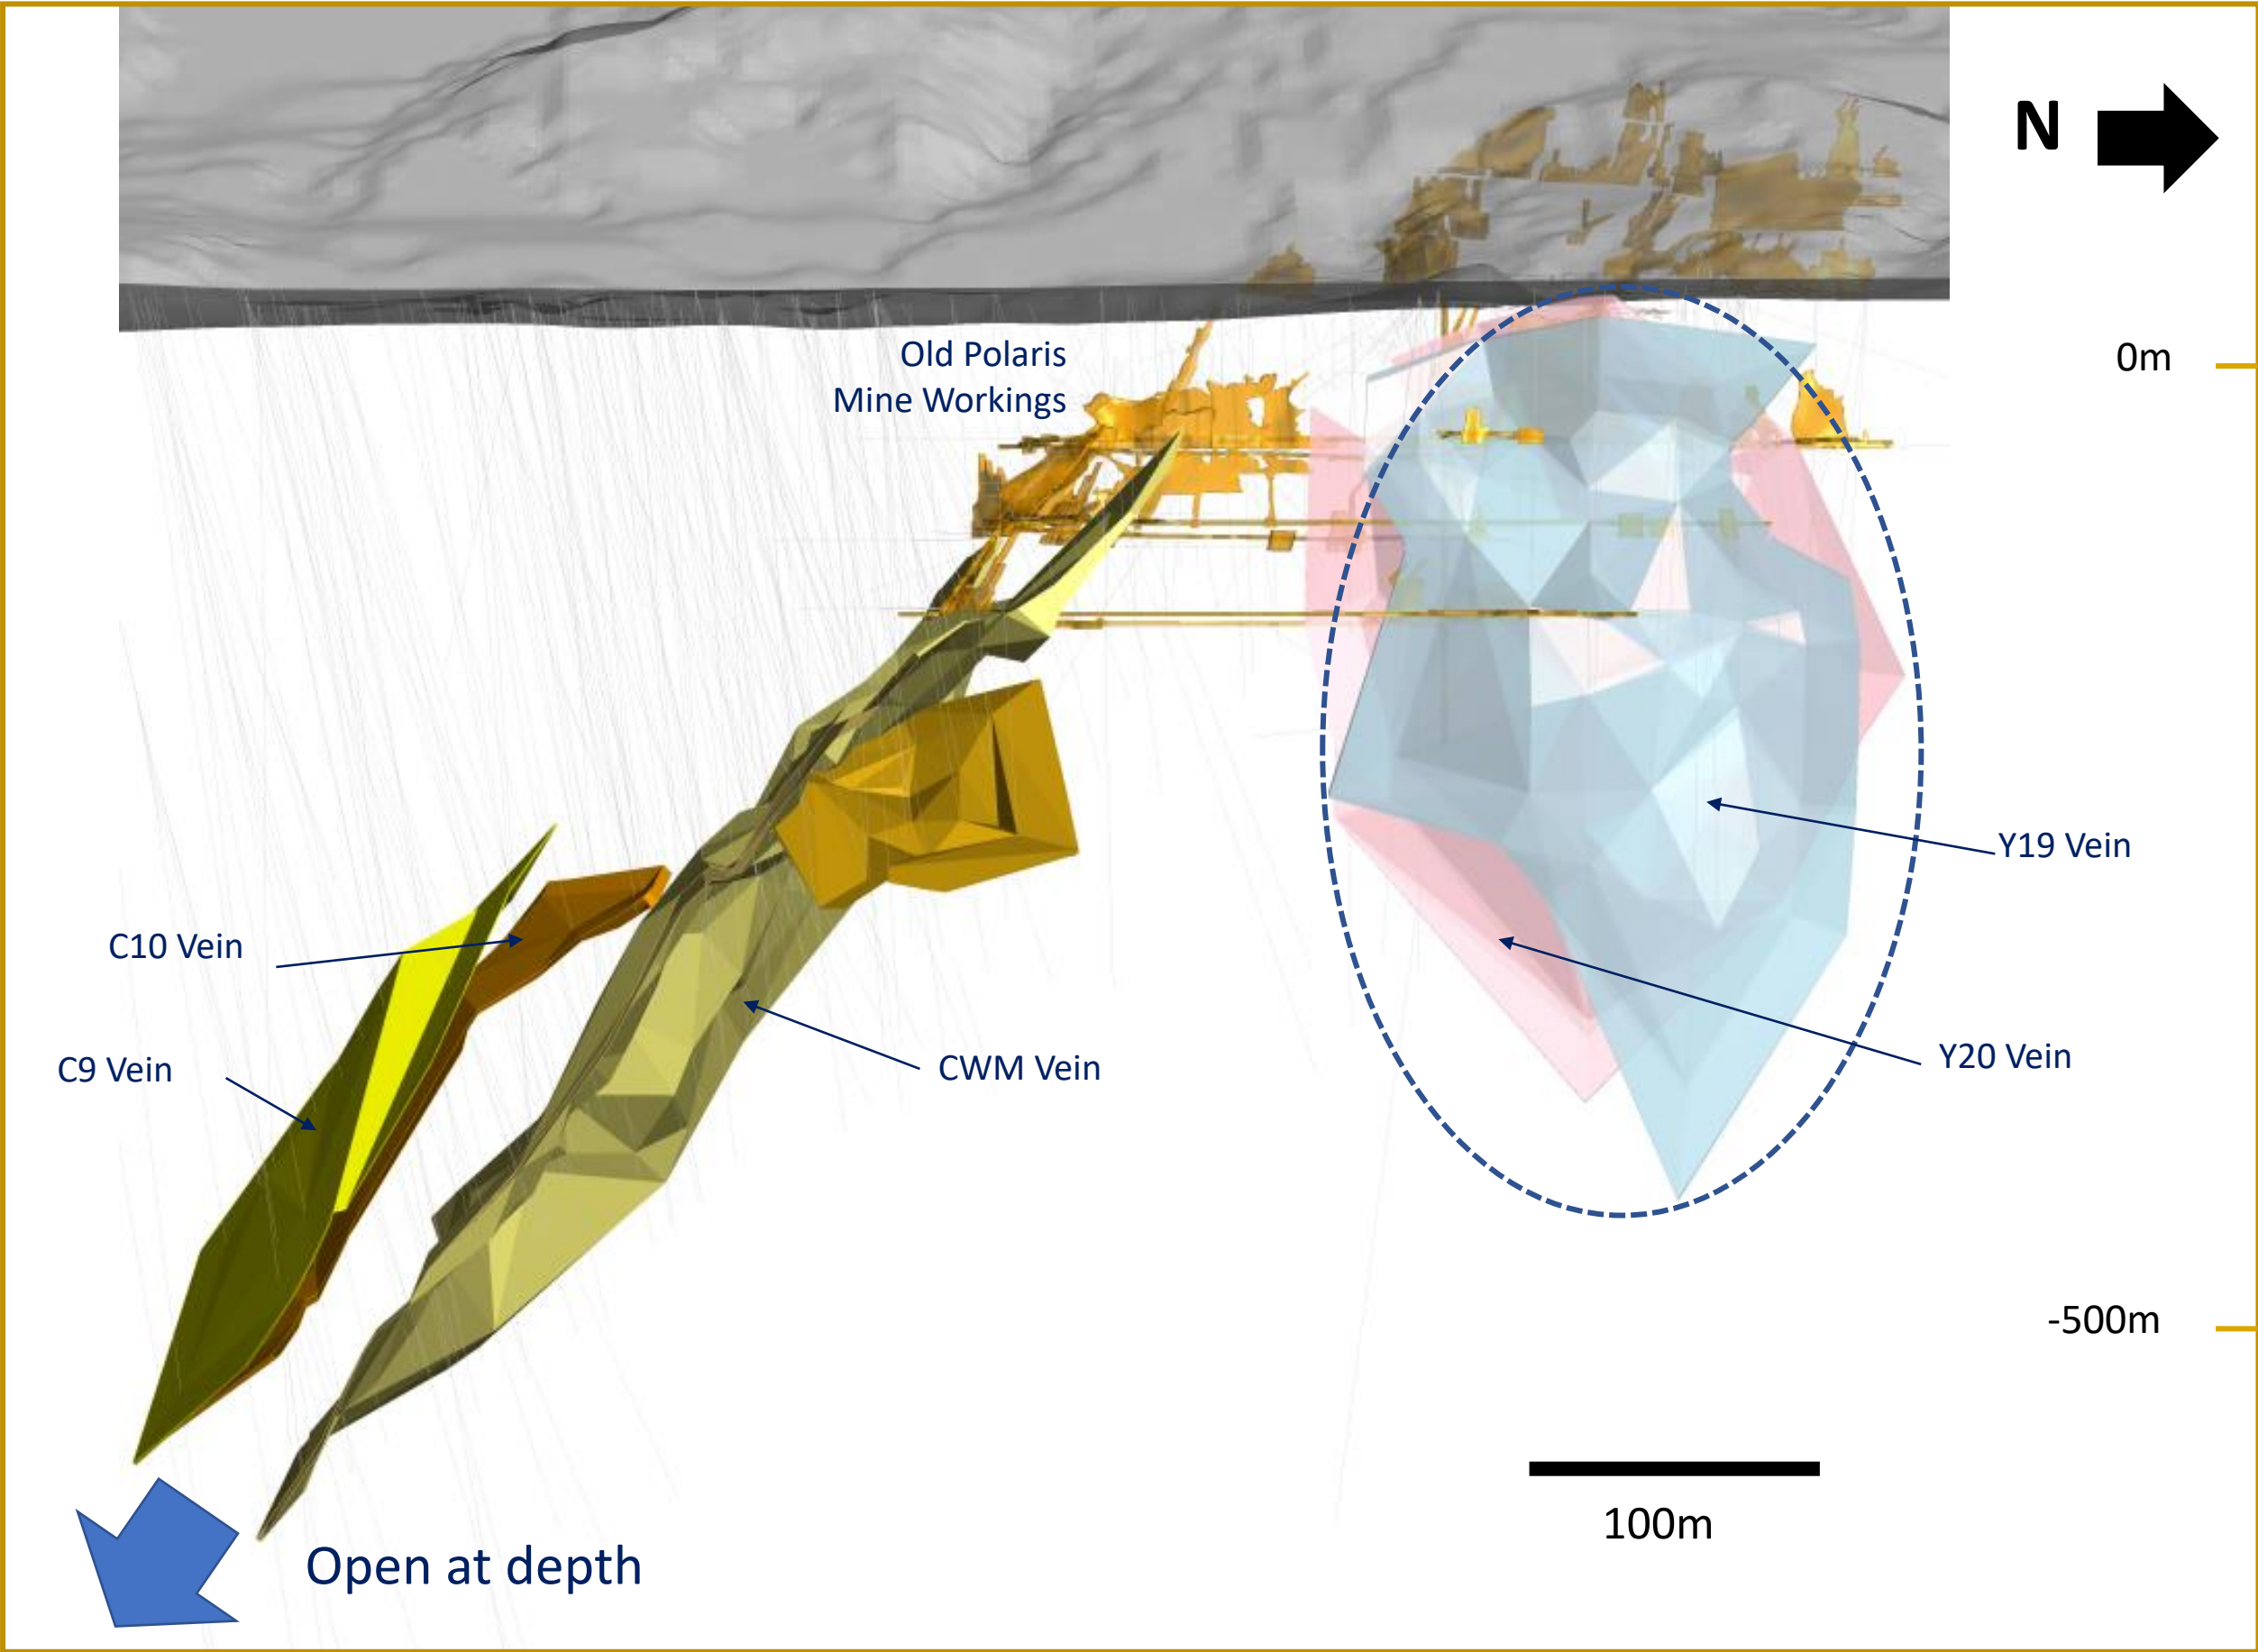 N
0m
Old Polaris
Mine Workings
Y19 Vein
C10 Vein
C9 Vein
CWM Vein
Y20 Vein
-500m
100m
Open at depth